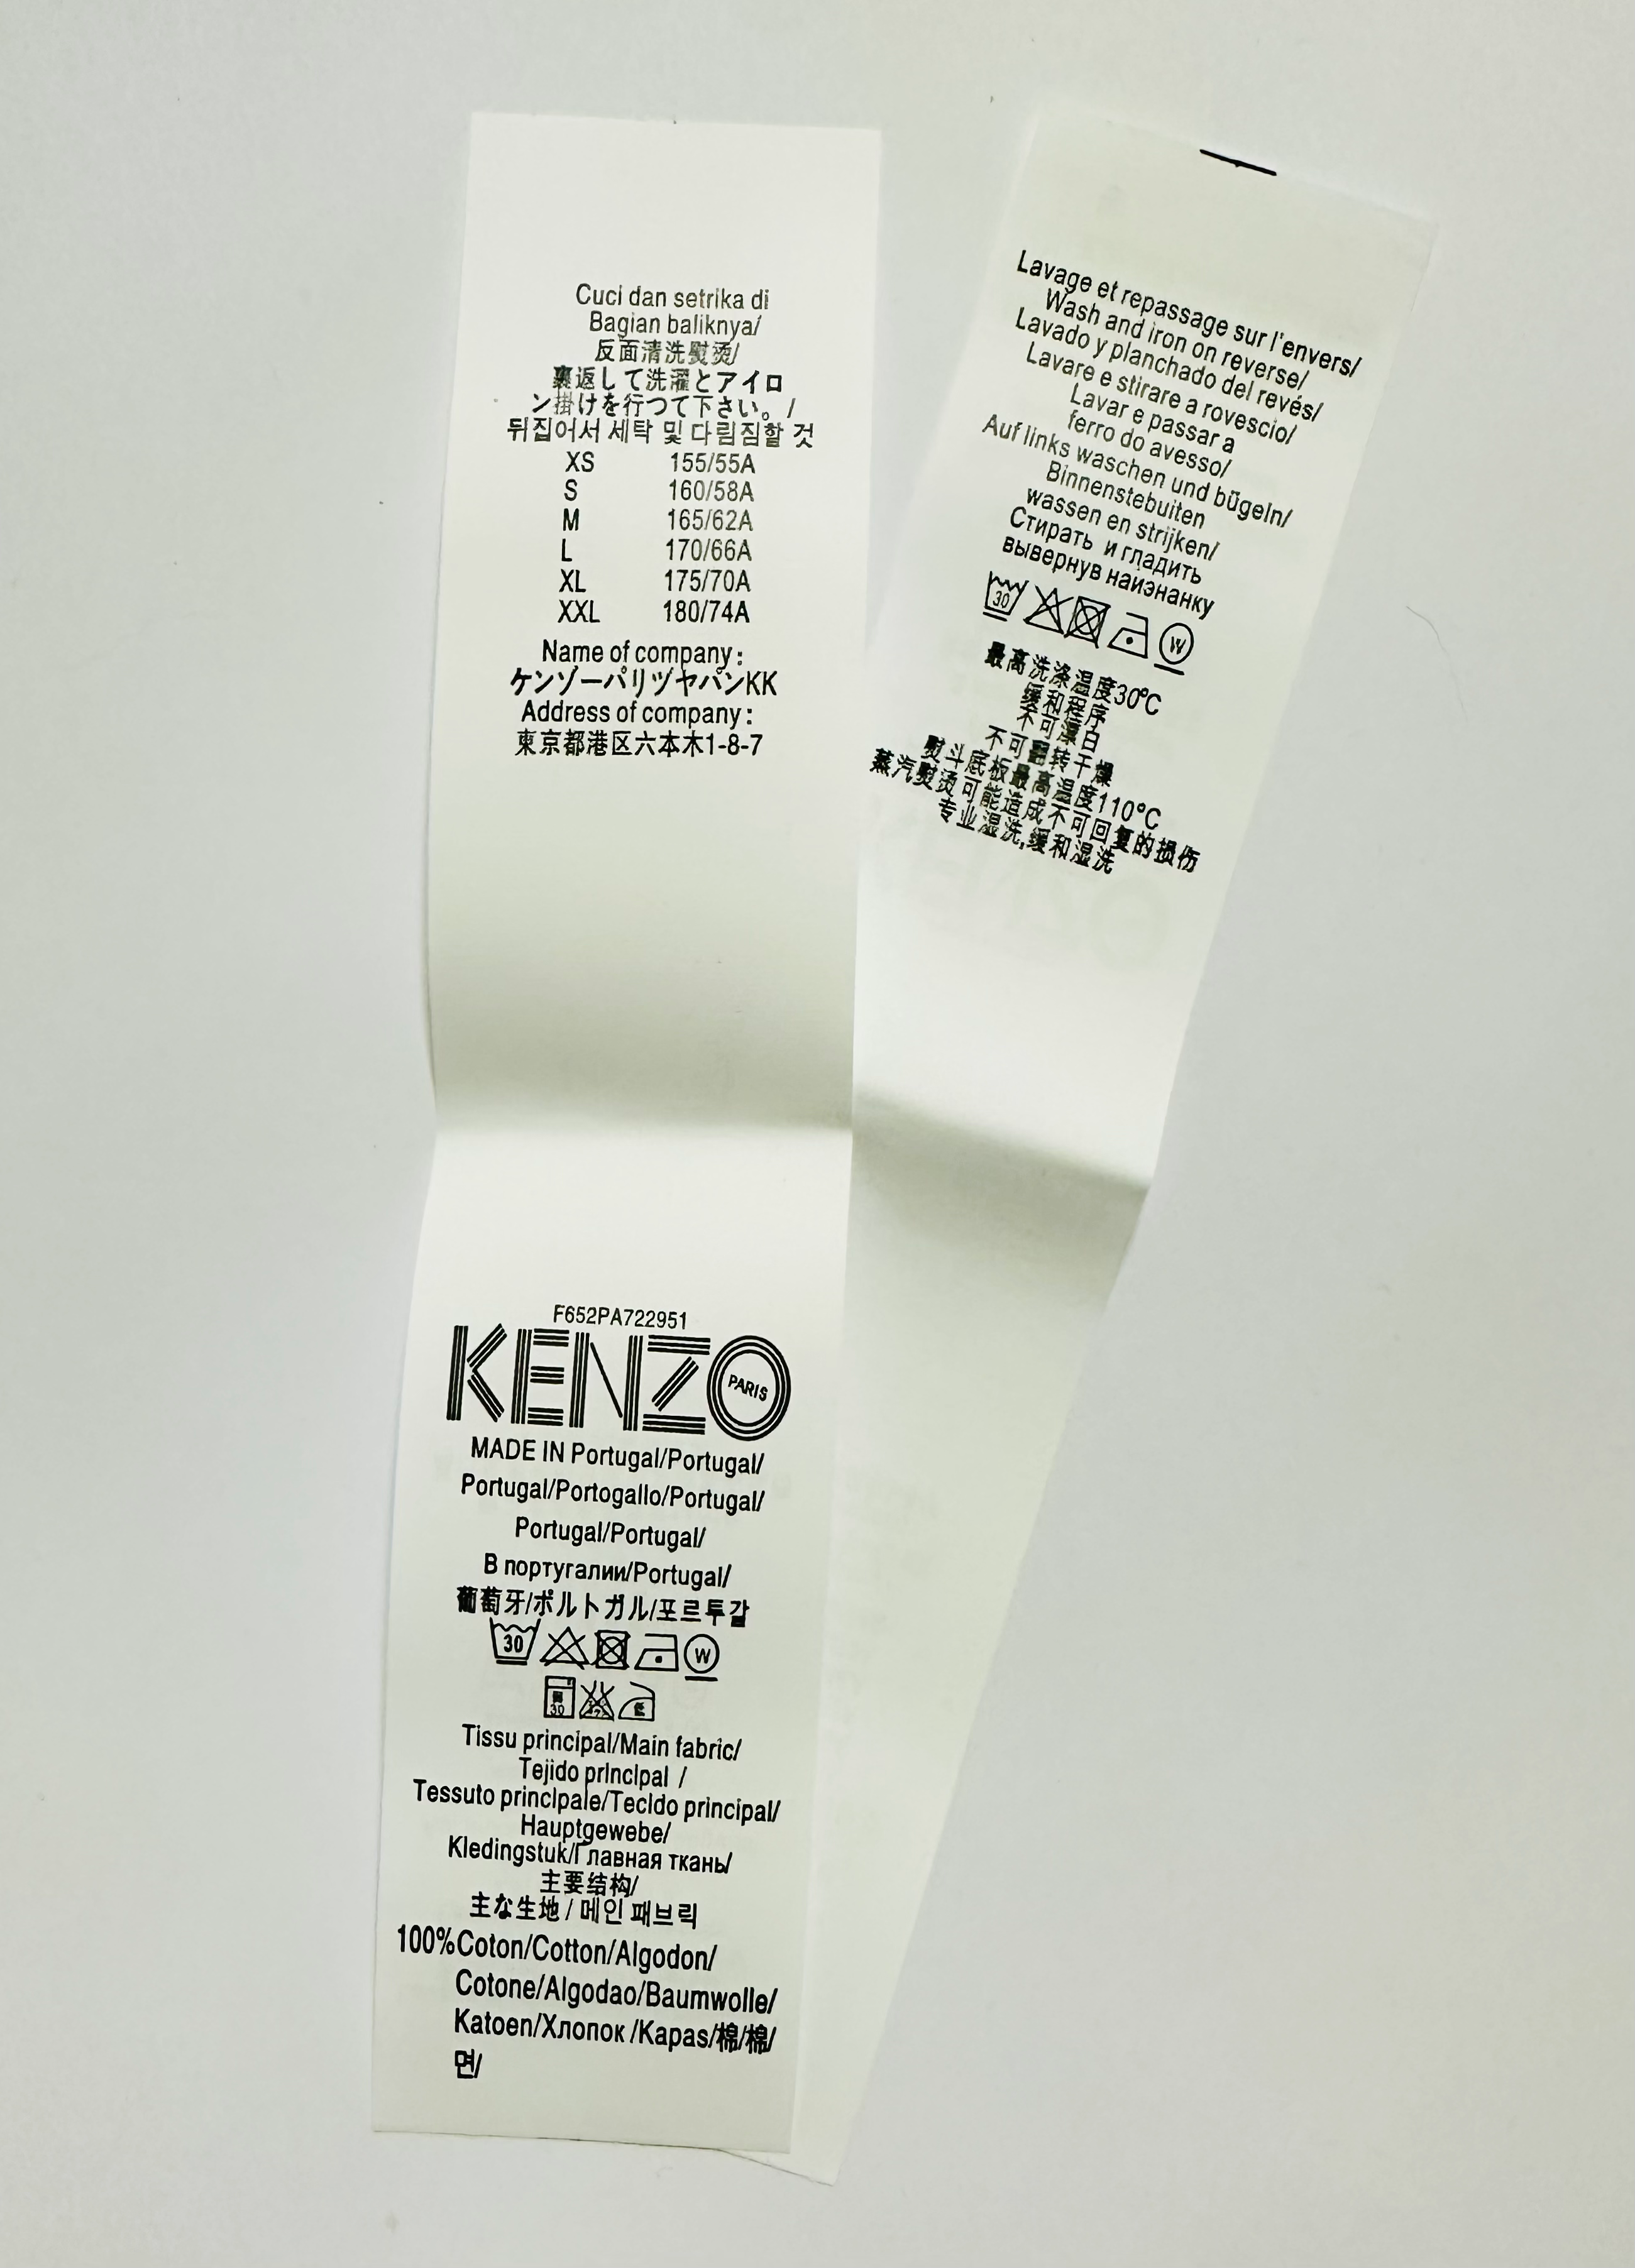 Cuci dan setrika di
Bagian baliknya/
反面清洗熨烫/
裏返して洗濯とアイロ
ン掛けを行つて下さい。/
뒤집어서 세탁 및 다림짐할 것
XS 155/55A
S 160/58A
M 165/62A
L 170/66A
XL 175/70A
XXL 180/74A
Name of company:
ケンゾーパリヅヤパンKK
Address of company:
東京都港区六本木1-8-7
F652PA722951
KENZO
PARIS
MADE IN Portugal/Portugal/
Portugal/Portogallo/Portugal/
Portugal/Portugal/
В португалии/Portugal/
葡萄牙/ポルトガル/포르투갈
30 W
30
Tissu principal/Main fabric/
Tejido principal /
Tessuto principale/Tecido principal/
Hauptgewebe/
Kledingstuk/Главная ткань/
主要结构/
主な生地/메인 패브릭
100%Coton/Cotton/Algodon/
Cotone/Algodao/Baumwolle/
Katoen/Хлопок /Kapas/棉/棉/
면/
Lavage et repassage sur l'envers/
Wash and iron on reverse/
Lavado y planchado del revés/
Lavare e stirare a rovescio/
Lavar e passar a
ferro do avesso/
Auf links waschen und bügeln/
Binnenstebuiten
wassen en strijken/
Стирать и гладить
вывернув наиэнанку
30 W
最高洗涤温度30°C
缓和程序
不可漂白
不可翻转干燥
熨斗底板最高温度110°C
蒸汽熨烫可能造成不可回复的损伤
专业湿洗,缓和湿洗